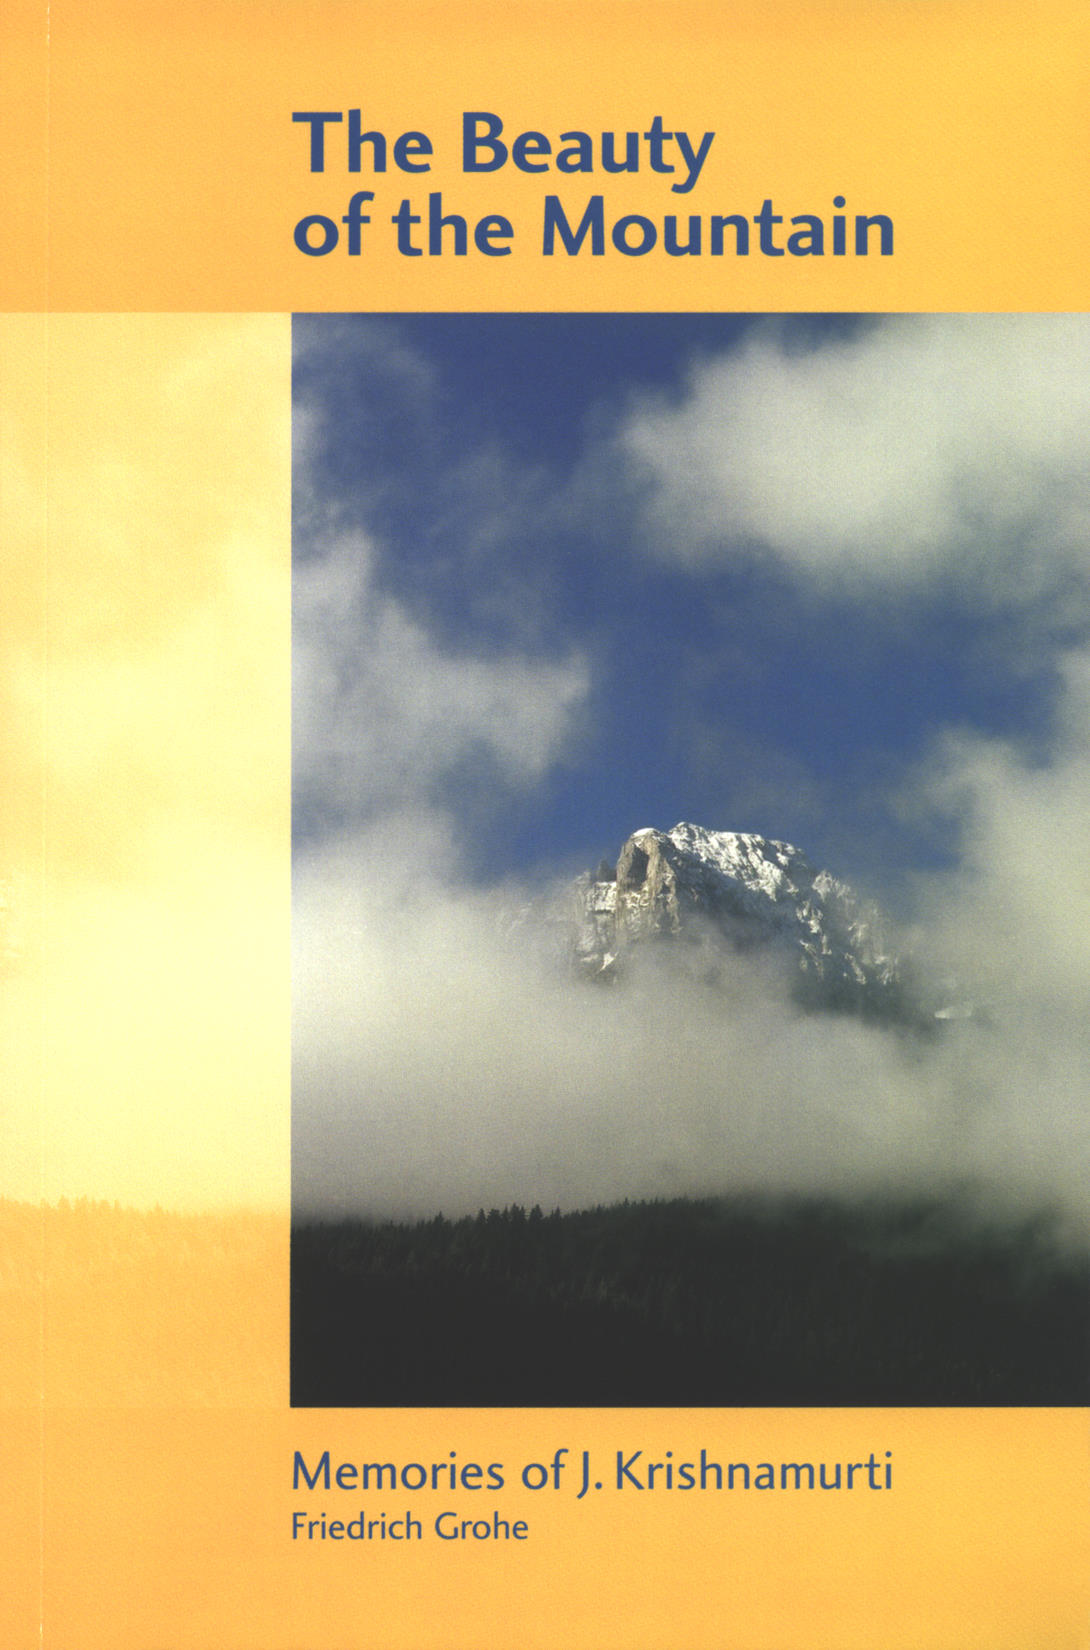 The Beauty
of the Mountain
Memories of J. Krishnamurti
Friedrich Grohe